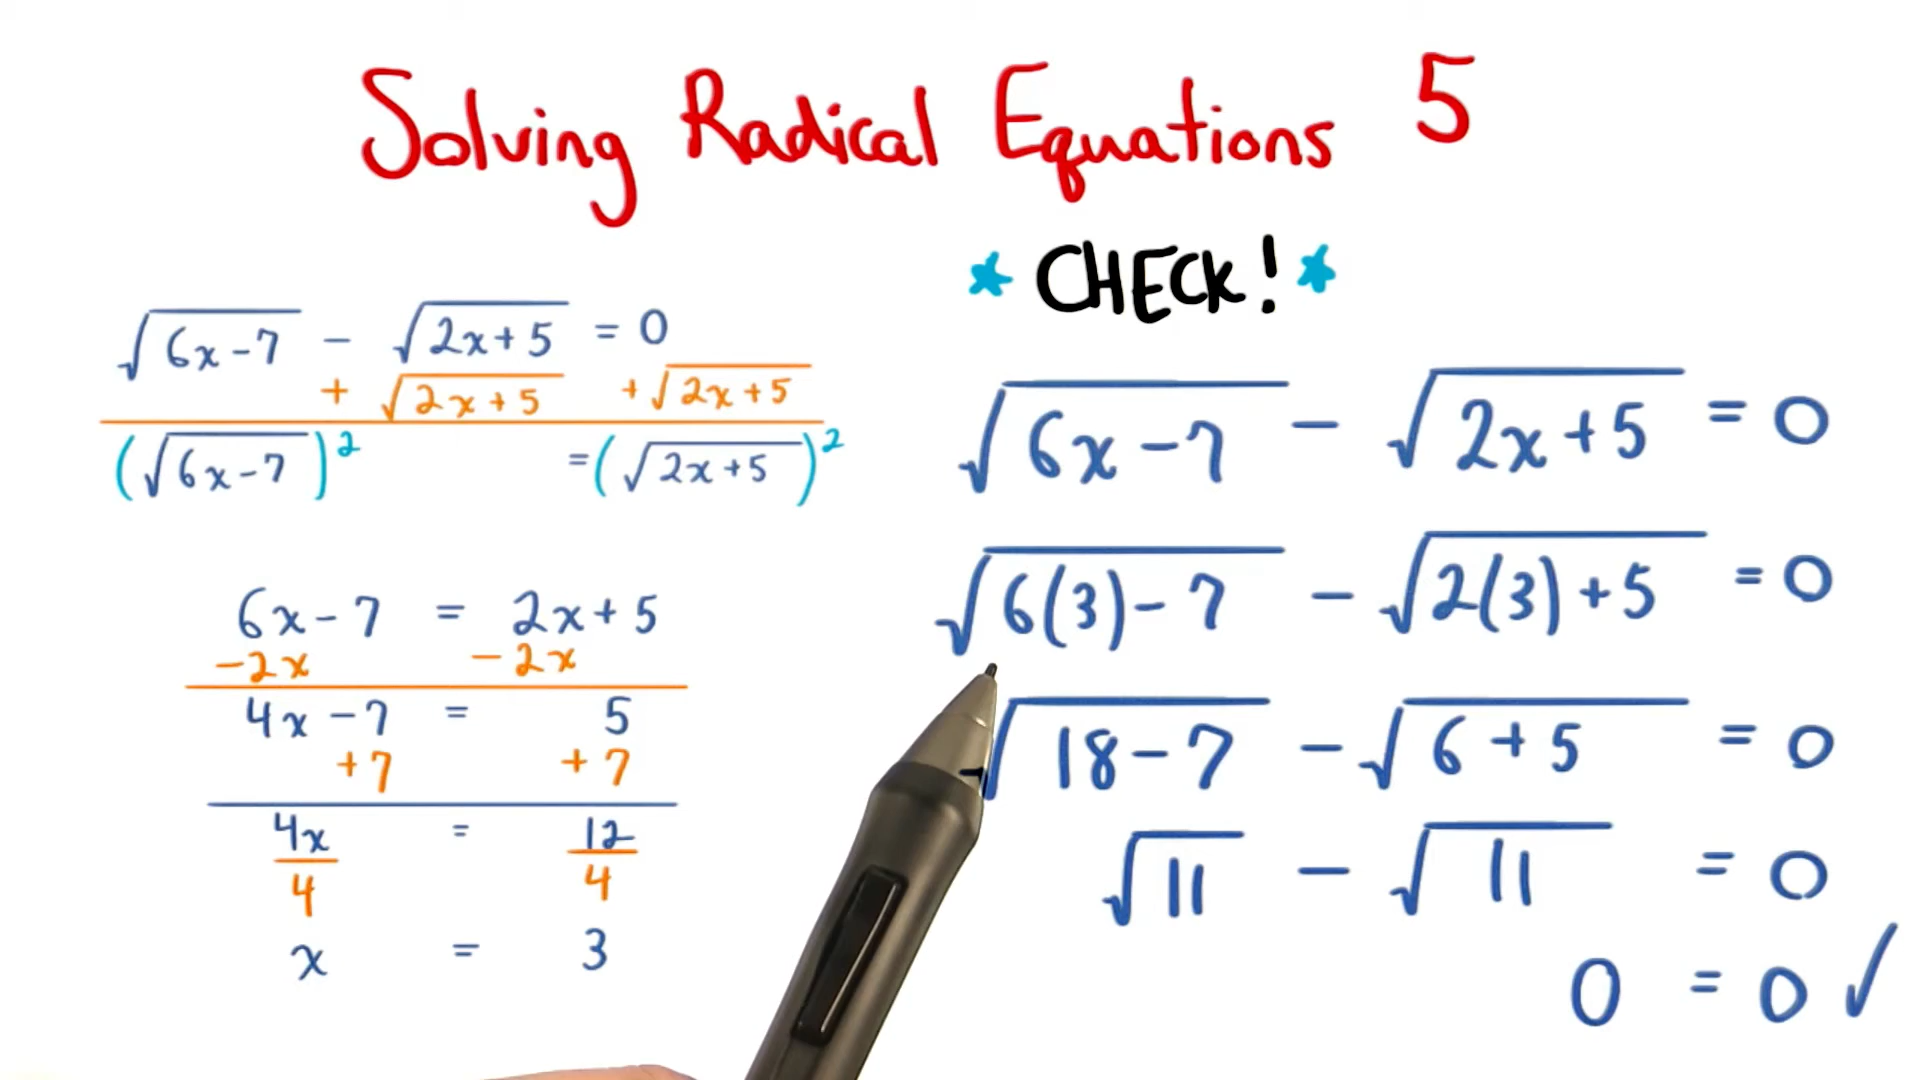 Solving Radical Equations 5
√(6x-7) - √(2x+5) = 0
+ √(2x+5) +√(2x+5)
(√(6x-7))² = (√(2x+5))²
6x-7 = 2x+5
-2x -2x
4x-7 = 5
+7 +7
4x/4 = 12/4
x = 3
* CHECK! *
√(6x-7) - √(2x+5) = 0
√(6(3)-7) - √(2(3)+5) = 0
√(18-7) - √(6+5) = 0
√11 - √11 = 0
0 = 0 ✓